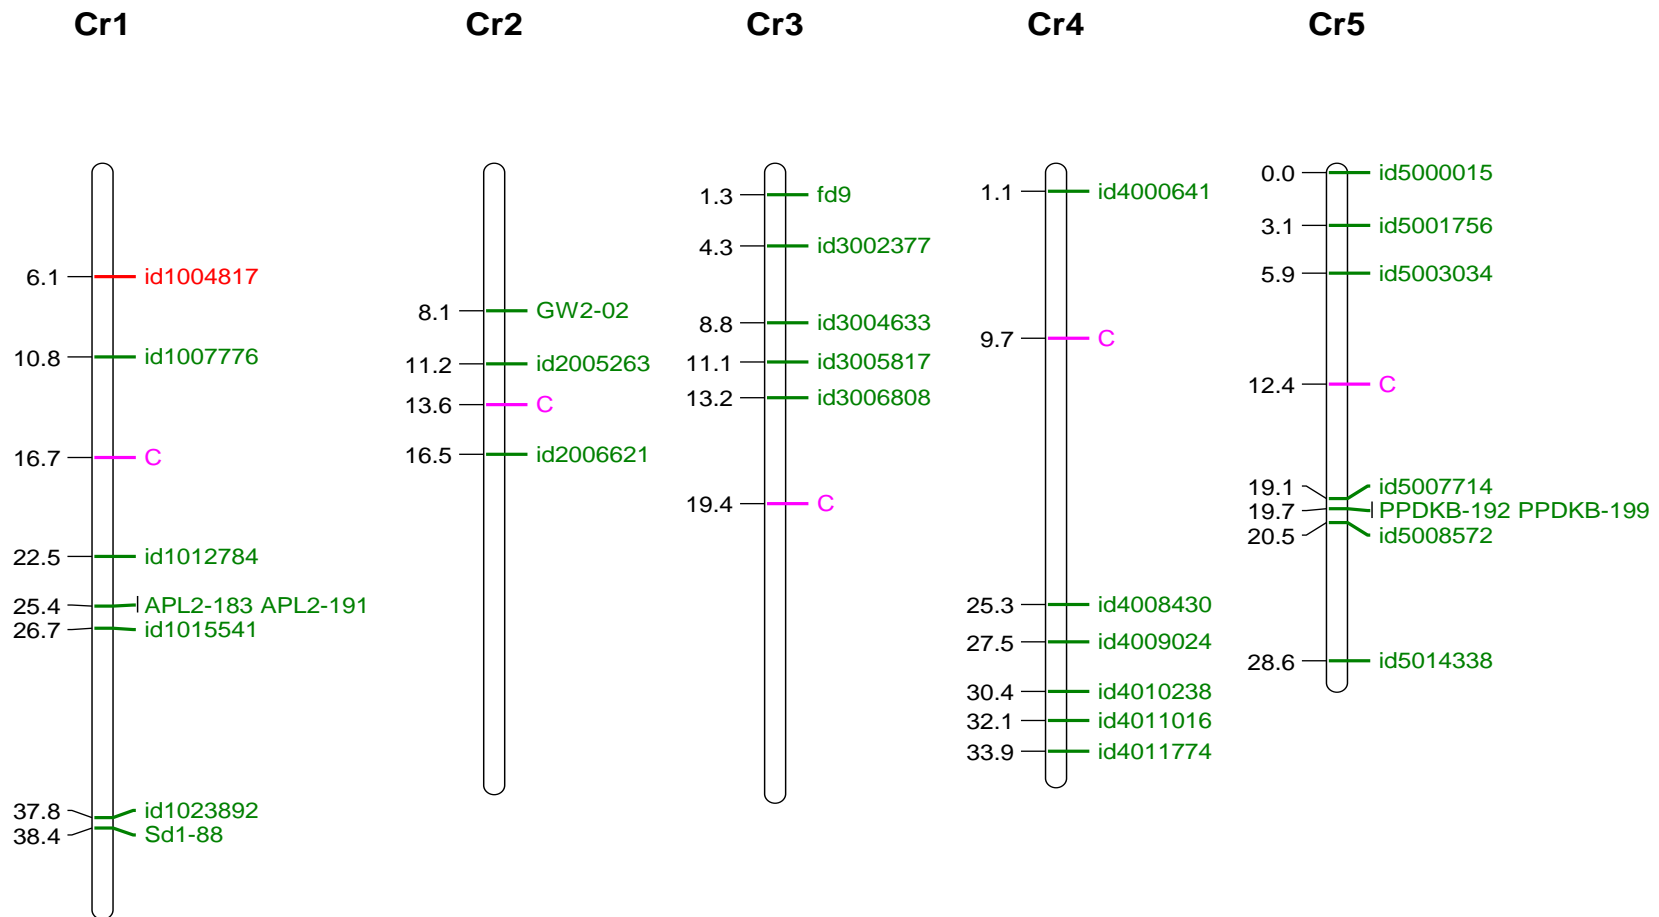 Cr1
6.1 id1004817
10.8 id1007776
16.7 C
22.5 id1012784
25.4 APL2-183 APL2-191
26.7 id1015541
37.8 id1023892
38.4 Sd1-88
Cr2
8.1 GW2-02
11.2 id2005263
13.6 C
16.5 id2006621
Cr3
1.3 fd9
4.3 id3002377
8.8 id3004633
11.1 id3005817
13.2 id3006808
19.4 C
Cr4
1.1 id4000641
9.7 C
25.3 id4008430
27.5 id4009024
30.4 id4010238
32.1 id4011016
33.9 id4011774
Cr5
0.0 id5000015
3.1 id5001756
5.9 id5003034
12.4 C
19.1 id5007714
19.7 PPDKB-192 PPDKB-199
20.5 id5008572
28.6 id5014338